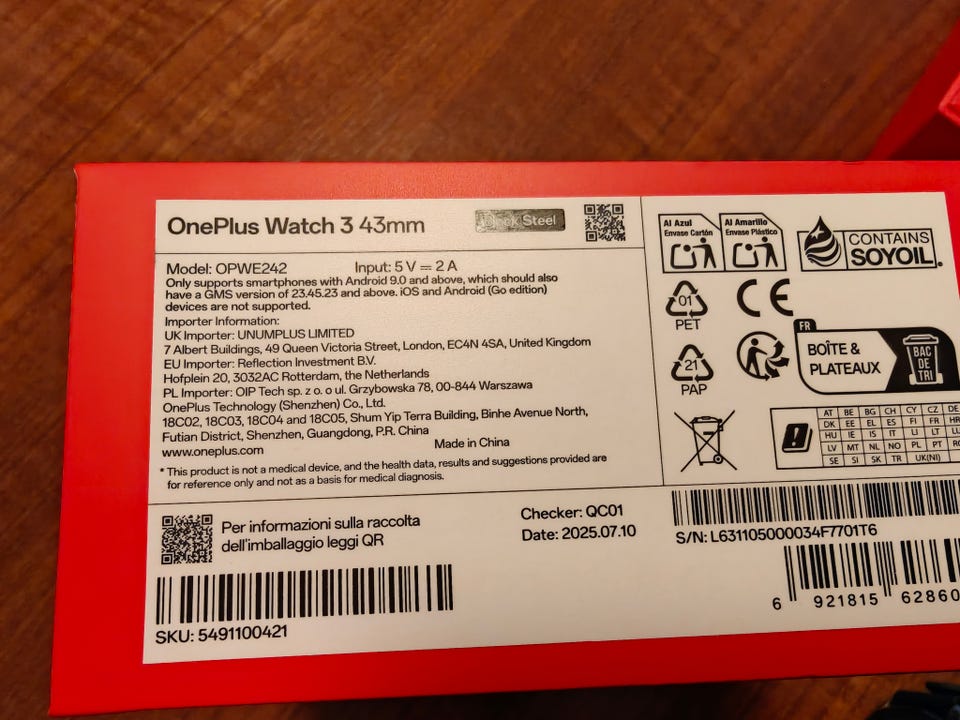 OnePlus Watch 3 43mm
Black Steel
Model: OPWE242 Input: 5 V ⎓ 2 A
Only supports smartphones with Android 9.0 and above, which should also
have a GMS version of 23.45.23 and above. iOS and Android (Go edition)
devices are not supported.
Importer Information:
UK Importer: UNUMPLUS LIMITED
7 Albert Buildings, 49 Queen Victoria Street, London, EC4N 4SA, United Kingdom
EU Importer: Reflection Investment B.V.
Hofplein 20, 3032AC Rotterdam, the Netherlands
PL Importer: OIP Tech sp. z o. o ul. Grzybowska 78, 00-844 Warszawa
OnePlus Technology (Shenzhen) Co., Ltd.
18C02, 18C03, 18C04 and 18C05, Shum Yip Terra Building, Binhe Avenue North,
Futian District, Shenzhen, Guangdong, P.R. China
www.oneplus.com Made in China
* This product is not a medical device, and the health data, results and suggestions provided are
for reference only and not as a basis for medical diagnosis.
Al Azul
Envase Cartón
Al Amarillo
Envase Plástico
CONTAINS
SOYOIL.
01
PET
CE
21
PAP
FR
BOÎTE &
PLATEAUX
BAC
DE
TRI
AT BE BG CH CY CZ DE
DK EE EL ES FI FR HR
HU IE IS IT LI LT LU
LV MT NL NO PL PT
SE SI SK TR UK(NI)
Per informazioni sulla raccolta
dell'imballaggio leggi QR
Checker: QC01
Date: 2025.07.10
SKU: 5491100421
S/N: L631105000034F7701T6
6 921815 62860